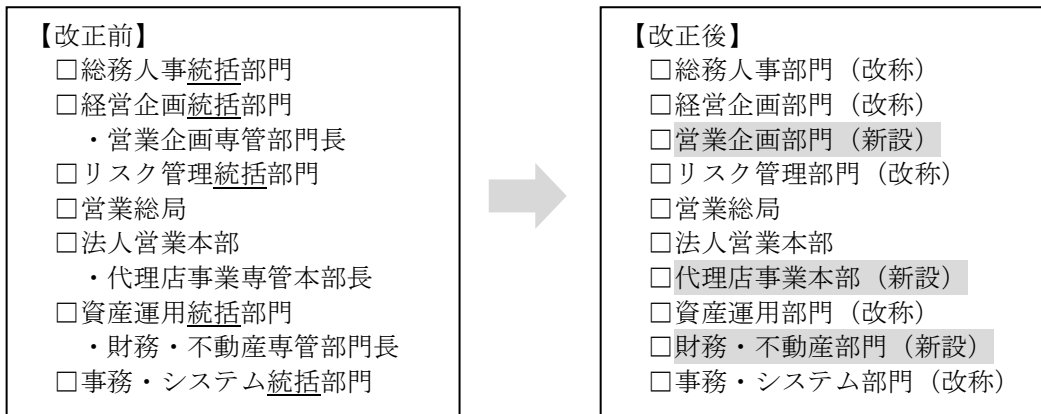 【改正前】
□総務人事統括部門
□経営企画統括部門
・営業企画専管部門長
□リスク管理統括部門
□営業総局
□法人営業本部
・代理店事業専管本部長
□資産運用統括部門
・財務・不動産専管部門長
□事務・システム統括部門
【改正後】
□総務人事部門（改称）
□経営企画部門（改称）
□営業企画部門（新設）
□リスク管理部門（改称）
□営業総局
□法人営業本部
□代理店事業本部（新設）
□資産運用部門（改称）
□財務・不動産部門（新設）
□事務・システム部門（改称）